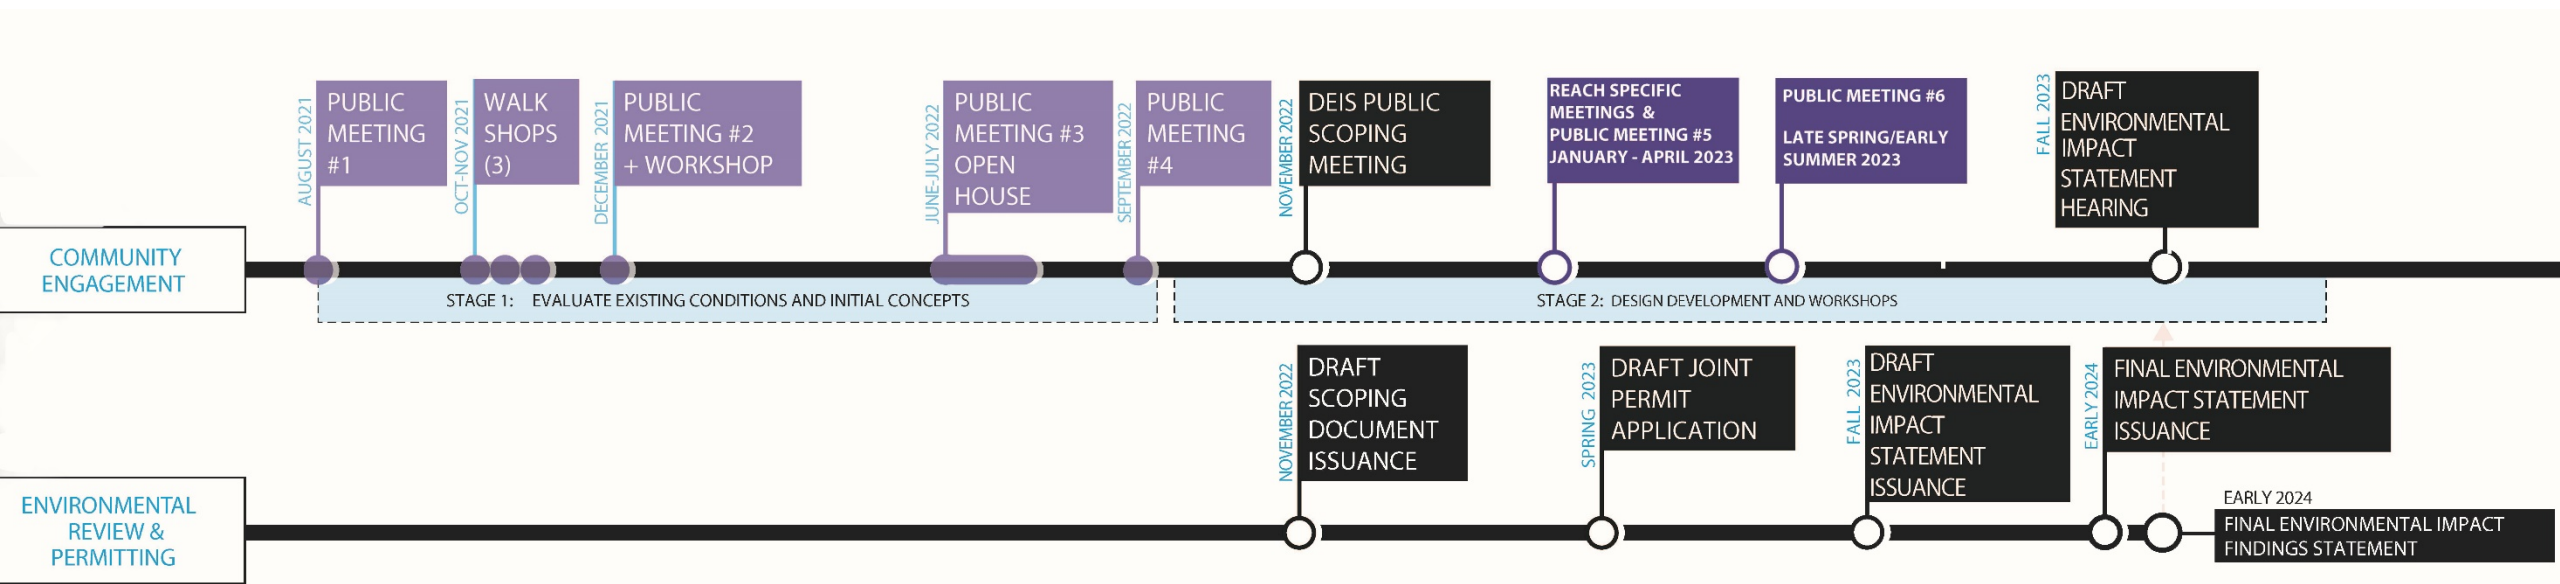 AUGUST 2021
PUBLIC
MEETING
#1
OCT-NOV 2021
WALK
SHOPS
(3)
DECEMBER 2021
PUBLIC
MEETING #2
+ WORKSHOP
JUNE-JULY 2022
PUBLIC
MEETING #3
OPEN
HOUSE
SEPTEMBER 2022
PUBLIC
MEETING
#4
NOVEMBER 2022
DEIS PUBLIC
SCOPING
MEETING
REACH SPECIFIC
MEETINGS &
PUBLIC MEETING #5
JANUARY - APRIL 2023
PUBLIC MEETING #6
LATE SPRING/EARLY
SUMMER 2023
FALL 2023
DRAFT
ENVIRONMENTAL
IMPACT
STATEMENT
HEARING
COMMUNITY
ENGAGEMENT
STAGE 1: EVALUATE EXISTING CONDITIONS AND INITIAL CONCEPTS
STAGE 2: DESIGN DEVELOPMENT AND WORKSHOPS
NOVEMBER 2022
DRAFT
SCOPING
DOCUMENT
ISSUANCE
SPRING 2023
DRAFT JOINT
PERMIT
APPLICATION
FALL 2023
DRAFT
ENVIRONMENTAL
IMPACT
STATEMENT
ISSUANCE
EARLY 2024
FINAL ENVIRONMENTAL
IMPACT STATEMENT
ISSUANCE
ENVIRONMENTAL
REVIEW &
PERMITTING
EARLY 2024
FINAL ENVIRONMENTAL IMPACT
FINDINGS STATEMENT